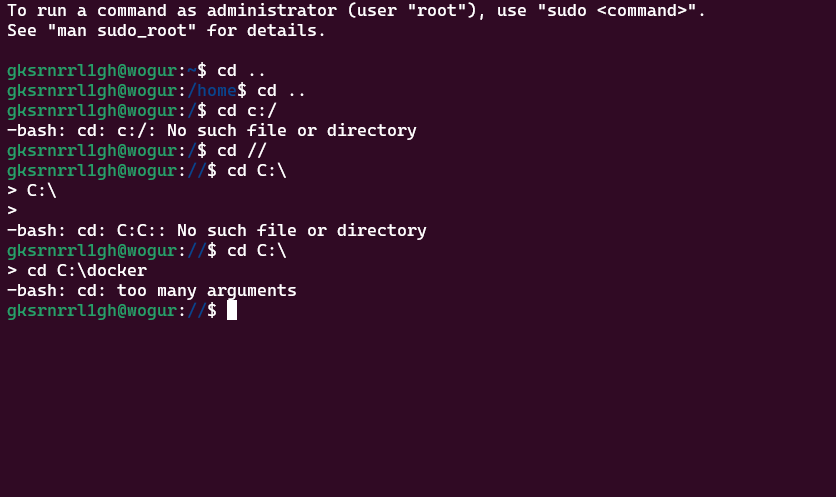 To run a command as administrator (user "root"), use "sudo <command>".
See "man sudo_root" for details.
gksrnrrl1gh@wogur:~$ cd ..
gksrnrrl1gh@wogur:/home$ cd ..
gksrnrrl1gh@wogur:/$ cd c:/
-bash: cd: c:/: No such file or directory
gksrnrrl1gh@wogur:/$ cd //
gksrnrrl1gh@wogur://$ cd C:\
> C:\
>
-bash: cd: C:C:: No such file or directory
gksrnrrl1gh@wogur://$ cd C:\
> cd C:\docker
-bash: cd: too many arguments
gksrnrrl1gh@wogur://$